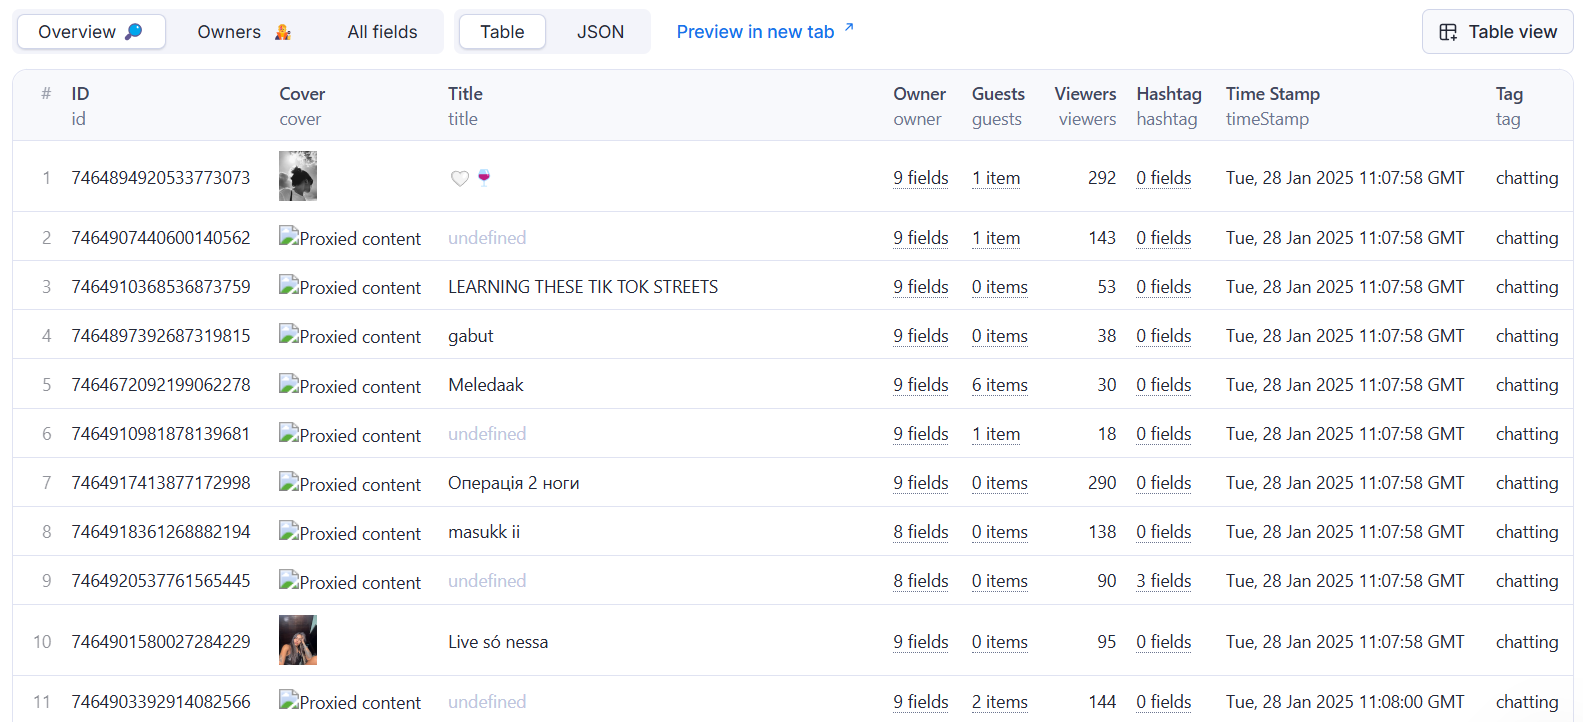 Overview 🔎 Owners 🤷 All fields Table JSON Preview in new tab ↗ Table view
# ID Cover Title Owner Guests Viewers Hashtag Time Stamp Tag
id cover title owner guests viewers hashtag timeStamp tag
1 7464894920533773073 🤍🍷 9 fields 1 item 292 0 fields Tue, 28 Jan 2025 11:07:58 GMT chatting
2 7464907440600140562 Proxied content undefined 9 fields 1 item 143 0 fields Tue, 28 Jan 2025 11:07:58 GMT chatting
3 7464910368536873759 Proxied content LEARNING THESE TIK TOK STREETS 9 fields 0 items 53 0 fields Tue, 28 Jan 2025 11:07:58 GMT chatting
4 7464897392687319815 Proxied content gabut 9 fields 0 items 38 0 fields Tue, 28 Jan 2025 11:07:58 GMT chatting
5 7464672092199062278 Proxied content Meledaak 9 fields 6 items 30 0 fields Tue, 28 Jan 2025 11:07:58 GMT chatting
6 7464910981878139681 Proxied content undefined 9 fields 1 item 18 0 fields Tue, 28 Jan 2025 11:07:58 GMT chatting
7 7464917413877172998 Proxied content Операція 2 ноги 9 fields 0 items 290 0 fields Tue, 28 Jan 2025 11:07:58 GMT chatting
8 7464918361268882194 Proxied content masukk ii 8 fields 0 items 138 0 fields Tue, 28 Jan 2025 11:07:58 GMT chatting
9 7464920537761565445 Proxied content undefined 8 fields 0 items 90 3 fields Tue, 28 Jan 2025 11:07:58 GMT chatting
10 7464901580027284229 Live só nessa 9 fields 0 items 95 0 fields Tue, 28 Jan 2025 11:07:58 GMT chatting
11 7464903392914082566 Proxied content undefined 9 fields 2 items 144 0 fields Tue, 28 Jan 2025 11:08:00 GMT chatting